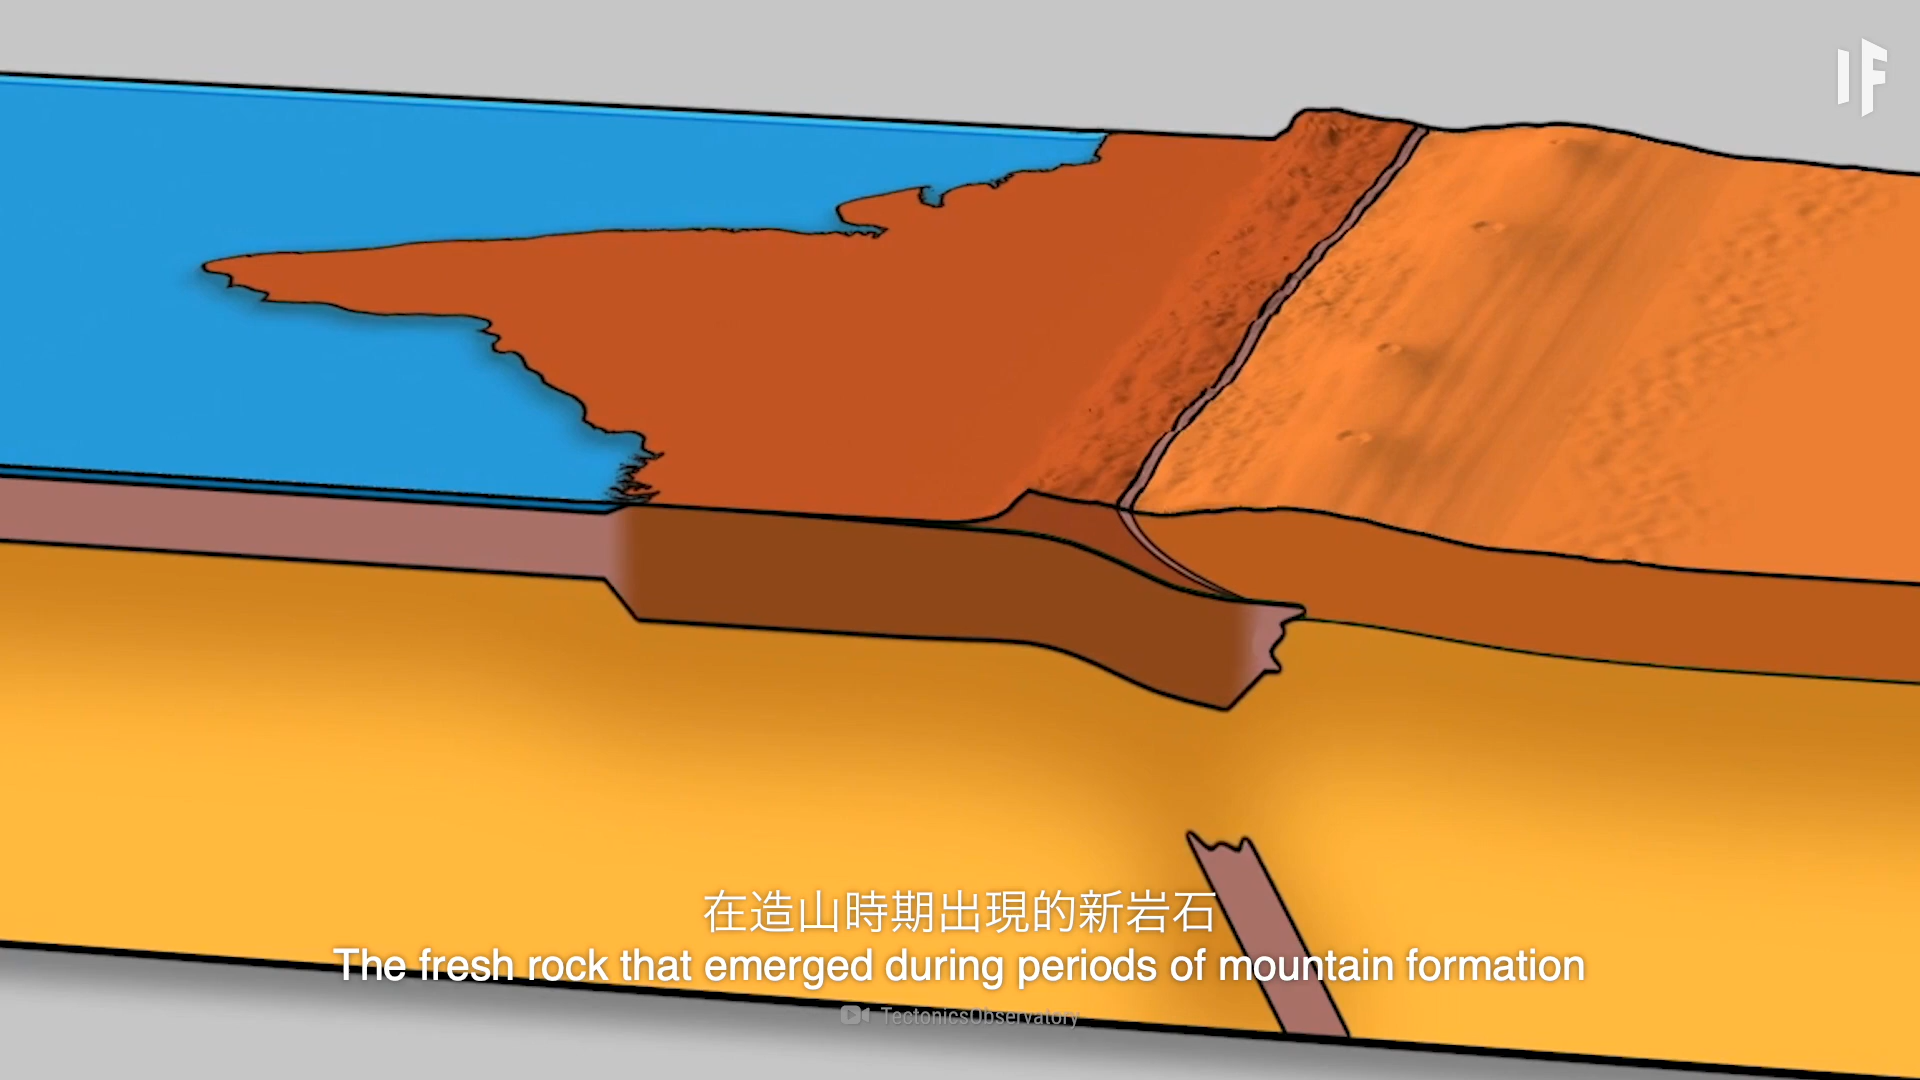 IF
在造山時期出現的新岩石
The fresh rock that emerged during periods of mountain formation
TectonicsObservatory